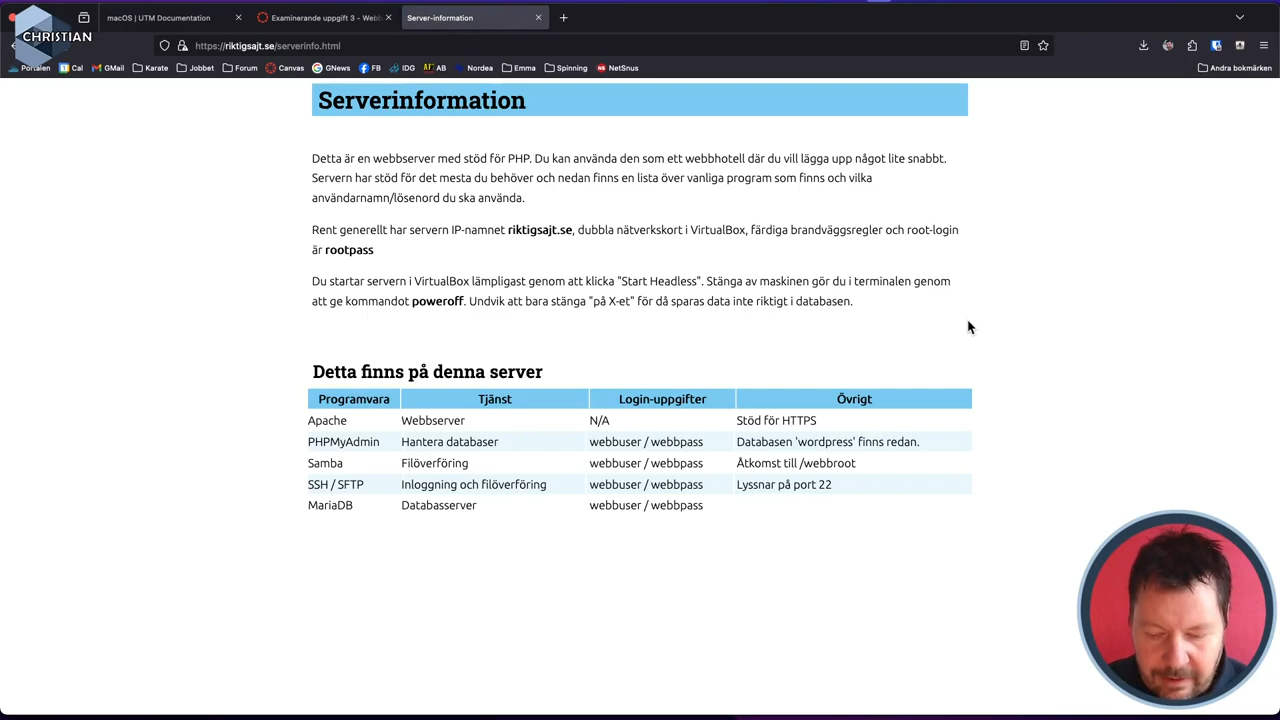 macOS | UTM Documentation
Examinerande uppgift 3 - Webb
Server-information
CHRISTIAN
https://riktigsajt.se/serverinfo.html
Portalen Cal GMail Karate Jobbet Forum Canvas GNews FB IDG AB Nordea Emma Spinning NetSnus Andra bokmärken
Serverinformation
Detta är en webbserver med stöd för PHP. Du kan använda den som ett webbhotell där du vill lägga upp något lite snabbt.
Servern har stöd för det mesta du behöver och nedan finns en lista över vanliga program som finns och vilka
användarnamn/lösenord du ska använda.
Rent generellt har servern IP-namnet riktigsajt.se, dubbla nätverkskort i VirtualBox, färdiga brandväggsregler och root-login
är rootpass
Du startar servern i VirtualBox lämpligast genom att klicka "Start Headless". Stänga av maskinen gör du i terminalen genom
att ge kommandot poweroff. Undvik att bara stänga "på X-et" för då sparas data inte riktigt i databasen.
Detta finns på denna server
Programvara Tjänst Login-uppgifter Övrigt
Apache Webbserver N/A Stöd för HTTPS
PHPMyAdmin Hantera databaser webbuser / webbpass Databasen 'wordpress' finns redan.
Samba Filöverföring webbuser / webbpass Åtkomst till /webroot
SSH / SFTP Inloggning och filöverföring webbuser / webbpass Lyssnar på port 22
MariaDB Databasserver webbuser / webbpass